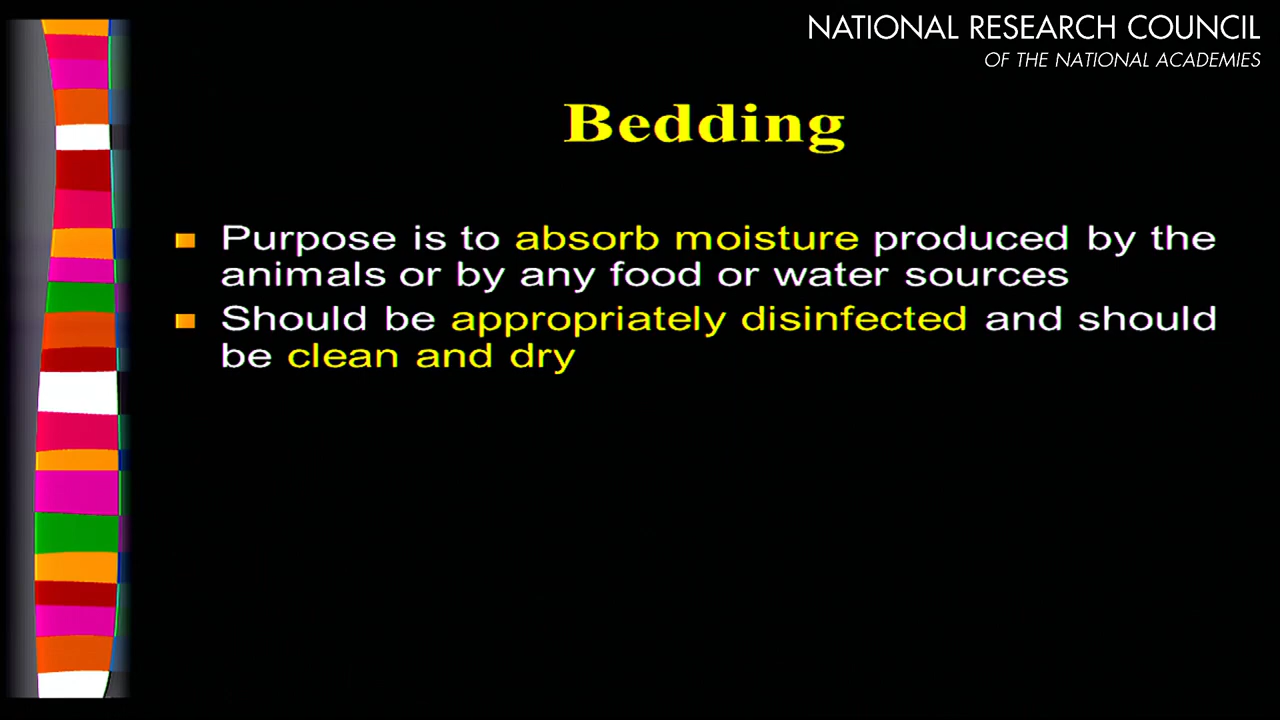 NATIONAL RESEARCH COUNCIL
OF THE NATIONAL ACADEMIES
Bedding
Purpose is to absorb moisture produced by the
animals or by any food or water sources
Should be appropriately disinfected and should
be clean and dry